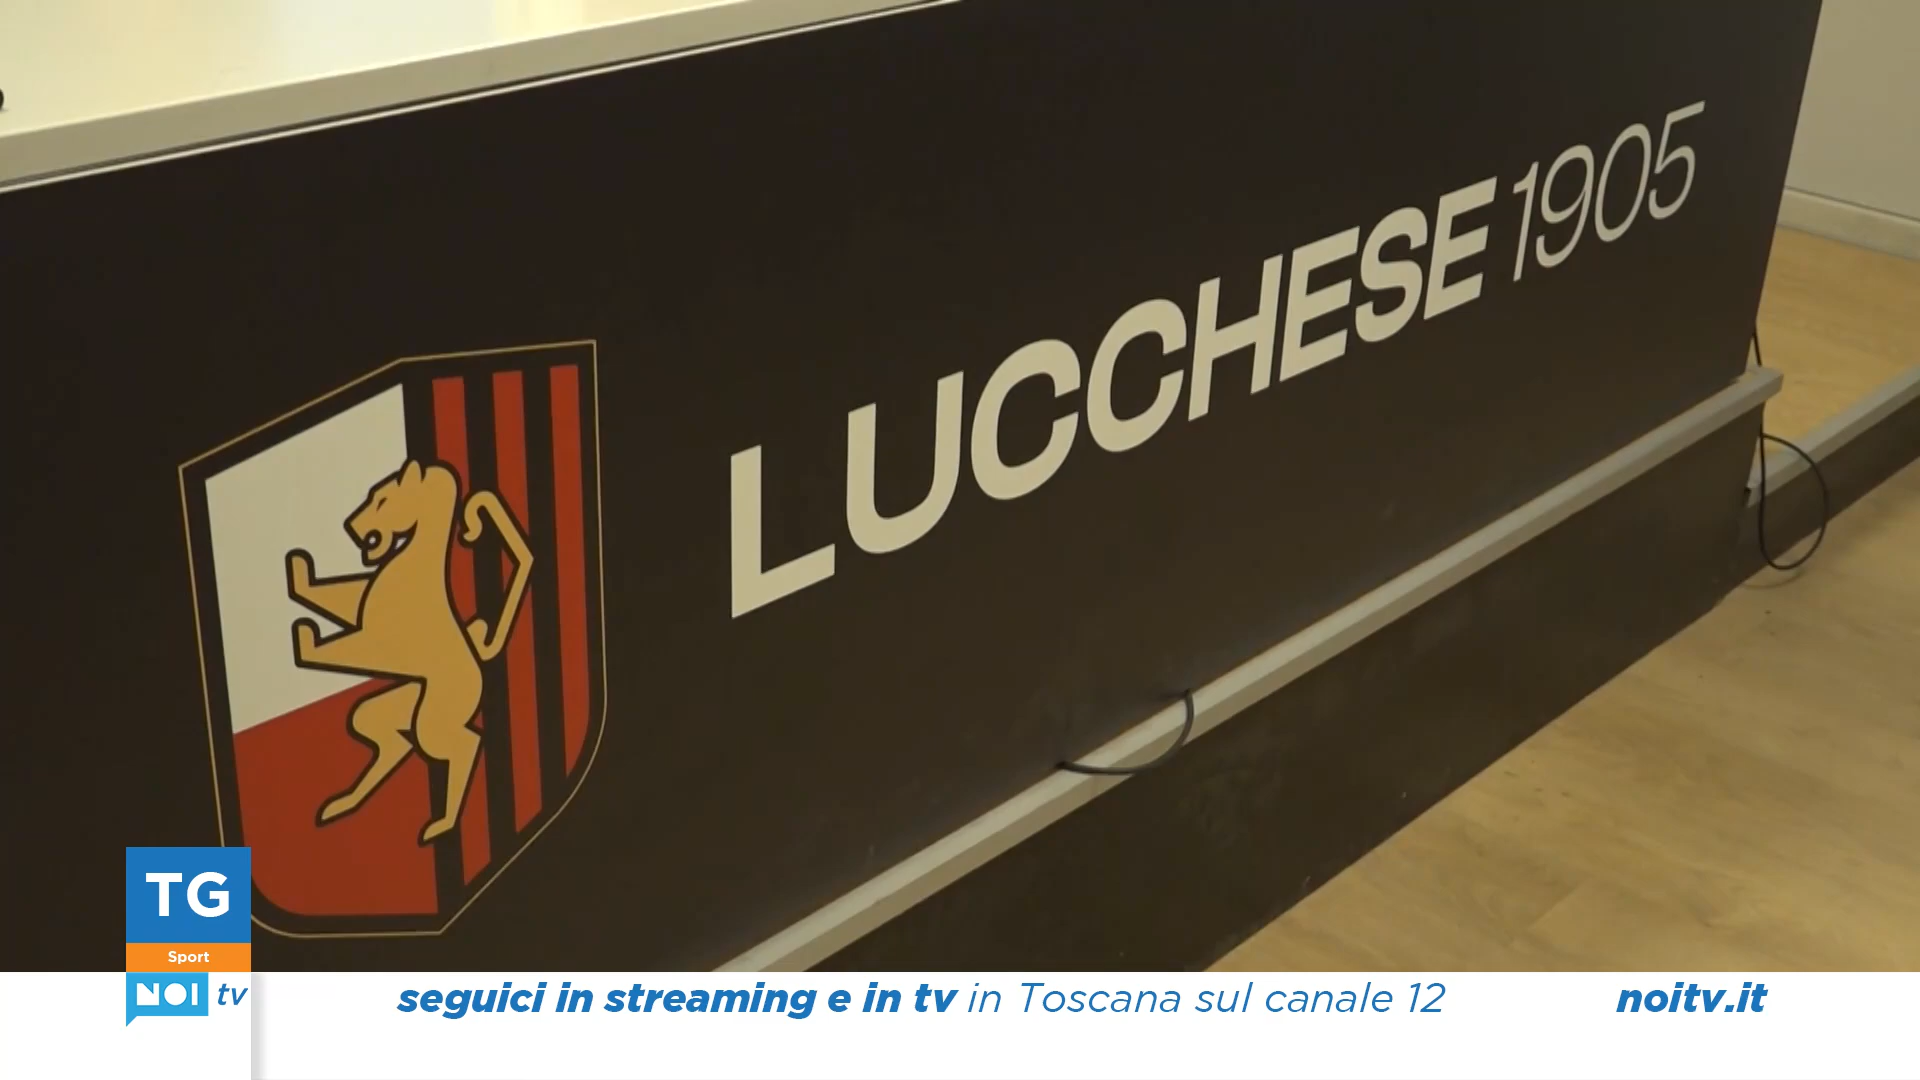 LUCCHESE 1905
TG
Sport
NOI tv
seguici in streaming e in tv in Toscana sul canale 12
noitv.it